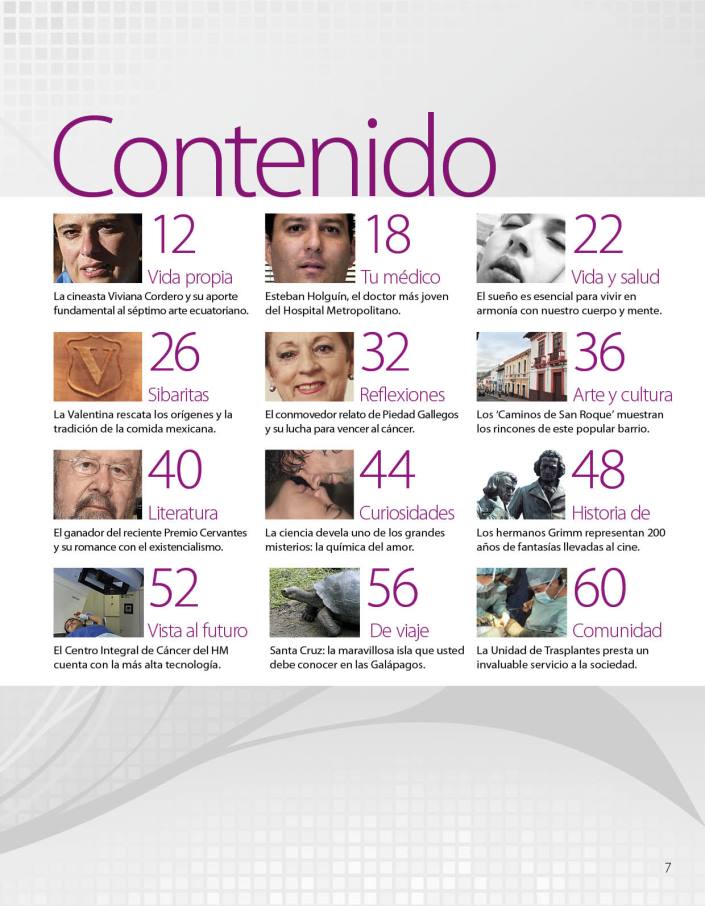 Contenido
12
Vida propia
La cineasta Viviana Cordero y su aporte
fundamental al séptimo arte ecuatoriano.
18
Tu médico
Esteban Holguín, el doctor más joven
del Hospital Metropolitano.
22
Vida y salud
El sueño es esencial para vivir en
armonía con nuestro cuerpo y mente.
V
26
Sibaritas
La Valentina rescata los orígenes y la
tradición de la comida mexicana.
32
Reflexiones
El conmovedor relato de Piedad Gallegos
y su lucha para vencer al cáncer.
36
Arte y cultura
Los ‘Caminos de San Roque’ muestran
los rincones de este popular barrio.
40
Literatura
El ganador del reciente Premio Cervantes
y su romance con el existencialismo.
44
Curiosidades
La ciencia devela uno de los grandes
misterios: la química del amor.
48
Historia de
Los hermanos Grimm representan 200
años de fantasías llevadas al cine.
52
Vista al futuro
El Centro Integral de Cáncer del HM
cuenta con la más alta tecnología.
56
De viaje
Santa Cruz: la maravillosa isla que usted
debe conocer en las Galápagos.
60
Comunidad
La Unidad de Trasplantes presta un
invaluable servicio a la sociedad.
7